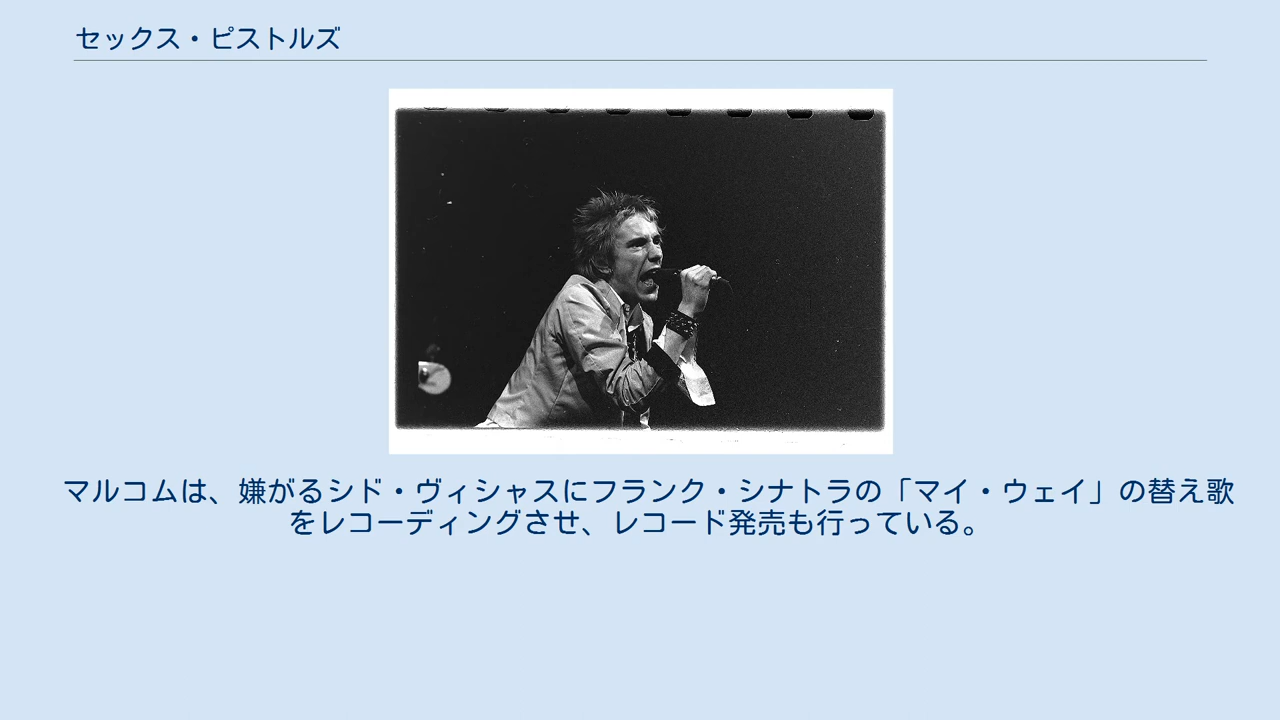 セックス・ピストルズ
マルコムは、嫌がるシド・ヴィシャスにフランク・シナトラの「マイ・ウェイ」の替え歌
をレコーディングさせ、レコード発売も行っている。